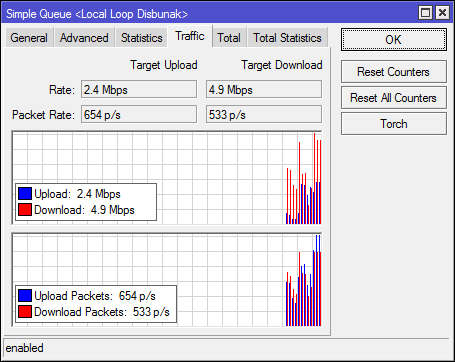 Simple Queue <Local Loop Disbunak>
General Advanced Statistics Traffic Total Total Statistics
Target Upload Target Download
Rate: 2.4 Mbps 4.9 Mbps
Packet Rate: 654 p/s 533 p/s
Upload: 2.4 Mbps
Download: 4.9 Mbps
Upload Packets: 654 p/s
Download Packets: 533 p/s
OK
Reset Counters
Reset All Counters
Torch
enabled